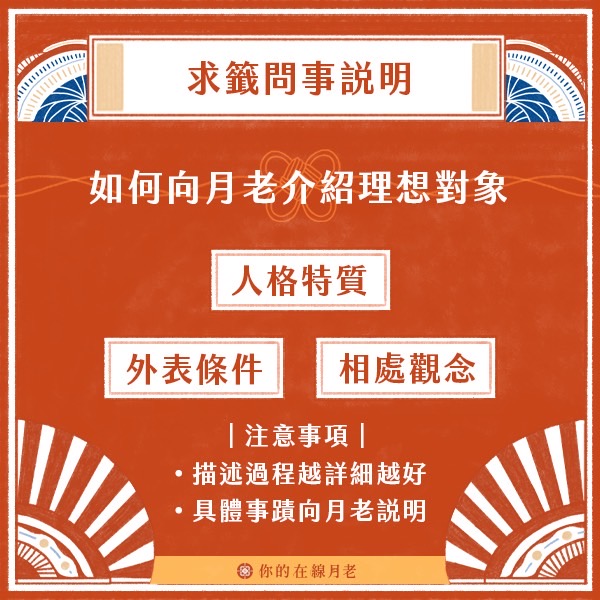 求籤問事説明
如何向月老介紹理想對象
人格特質
外表條件
相處觀念
｜注意事項｜
・描述過程越詳細越好
・具體事蹟向月老説明
你的在線月老